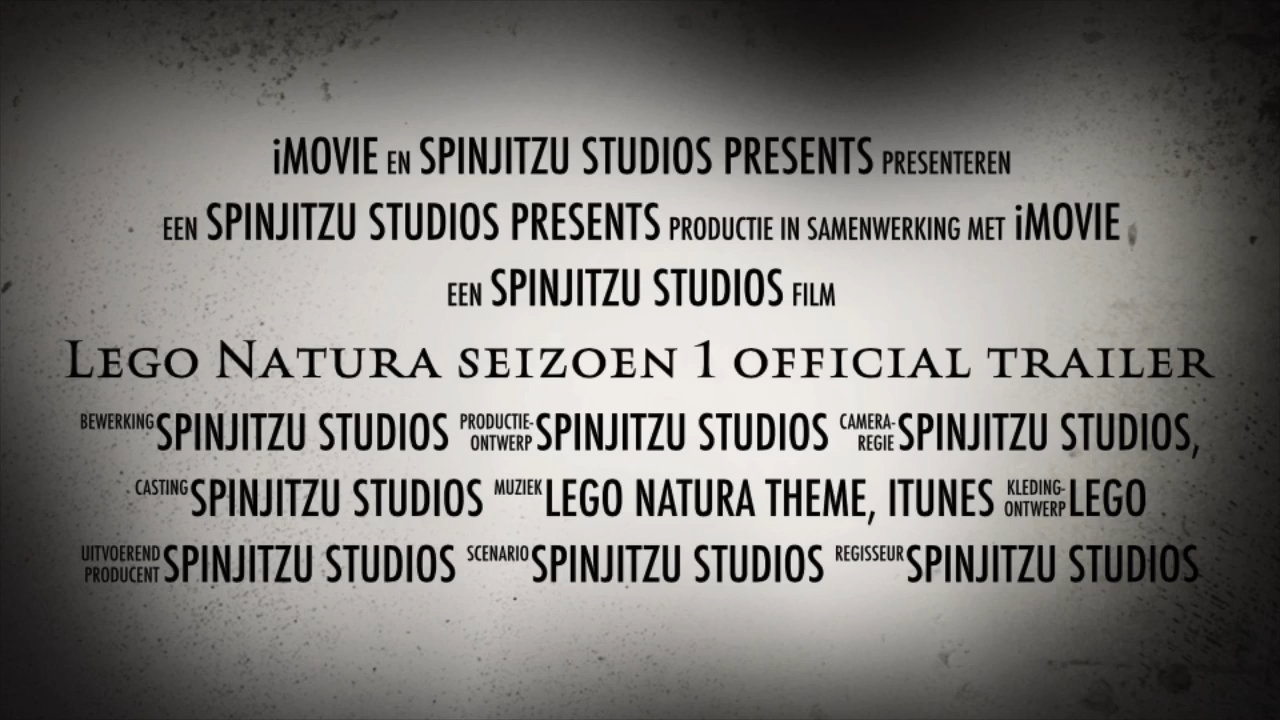 iMOVIE EN SPINJITZU STUDIOS PRESENTS PRESENTEREN
EEN SPINJITZU STUDIOS PRESENTS PRODUCTIE IN SAMENWERKING MET iMOVIE
EEN SPINJITZU STUDIOS FILM
LEGO NATURA SEIZOEN 1 OFFICIAL TRAILER
BEWERKING SPINJITZU STUDIOS PRODUCTIE-ONTWERP SPINJITZU STUDIOS CAMERA-REGIE SPINJITZU STUDIOS,
CASTING SPINJITZU STUDIOS MUZIEK LEGO NATURA THEME, ITUNES KLEDING-ONTWERP LEGO
UITVOEREND PRODUCENT SPINJITZU STUDIOS SCENARIO SPINJITZU STUDIOS REGISSEUR SPINJITZU STUDIOS